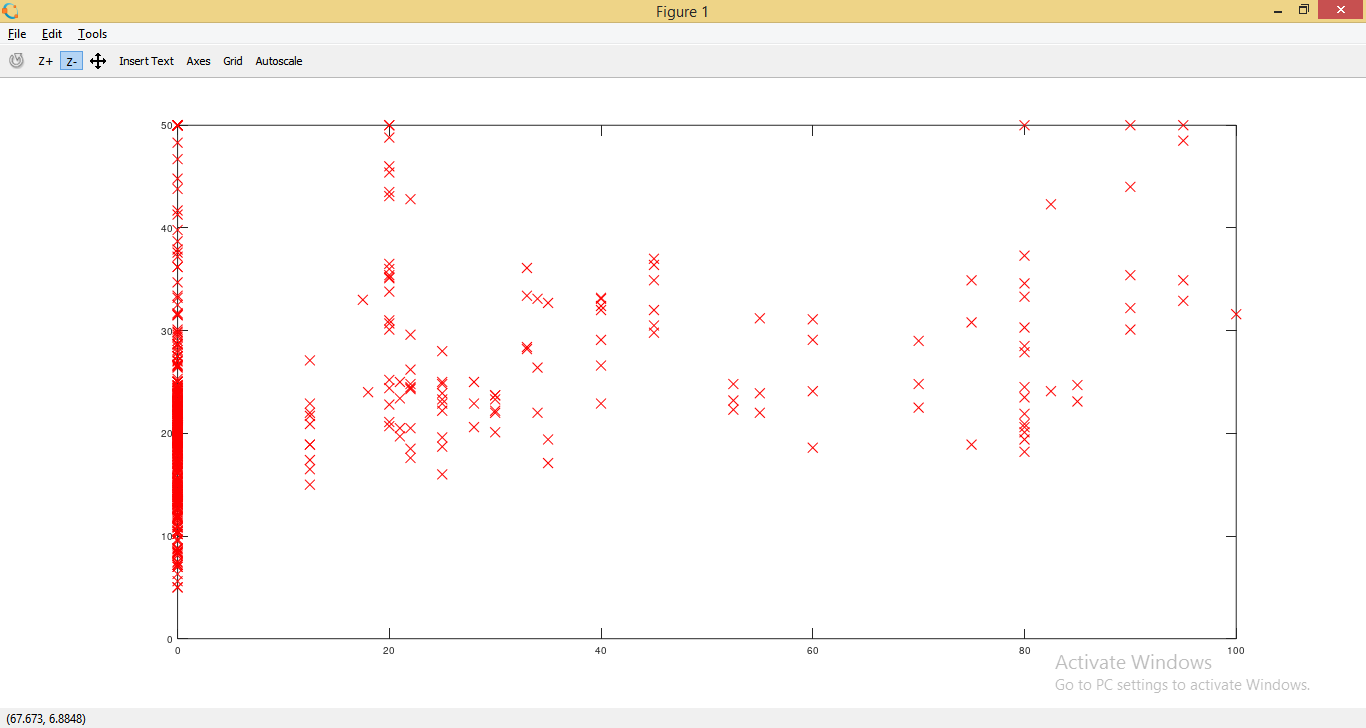 Figure 1
File Edit Tools
Z+ Z- Insert Text Axes Grid Autoscale
50
40
30
20
10
0
0 20 40 60 80 100
Activate Windows
Go to PC settings to activate Windows.
(67.673, 6.8848)